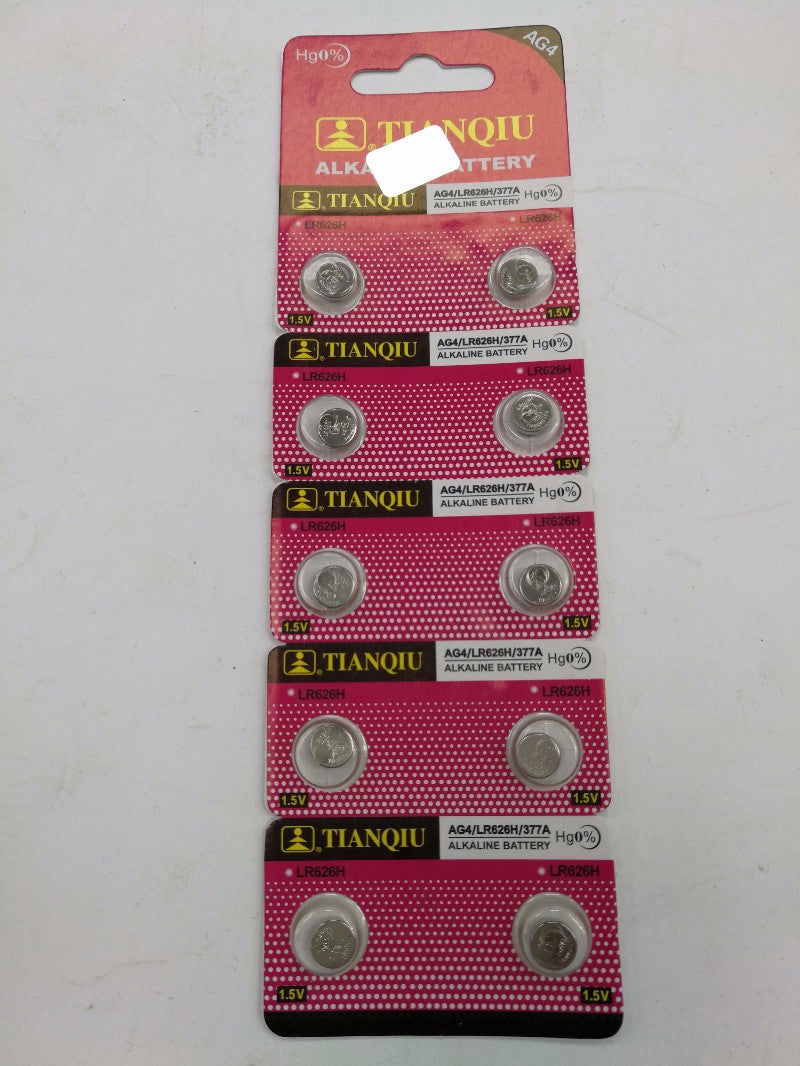 Hg0%
AG4
TIANQIU
ALKA ATTERY
TIANQIU AG4/LR626H/377A Hg0%
ALKALINE BATTERY
LR626H LR626H
1.5V 1.5V
TIANQIU AG4/LR626H/377A Hg0%
ALKALINE BATTERY
LR626H LR626H
1.5V 1.5V
TIANQIU AG4/LR626H/377A Hg0%
ALKALINE BATTERY
LR626H LR626H
1.5V 1.5V
TIANQIU AG4/LR626H/377A Hg0%
ALKALINE BATTERY
LR626H LR626H
1.5V 1.5V
TIANQIU AG4/LR626H/377A Hg0%
ALKALINE BATTERY
LR626H LR626H
1.5V 1.5V